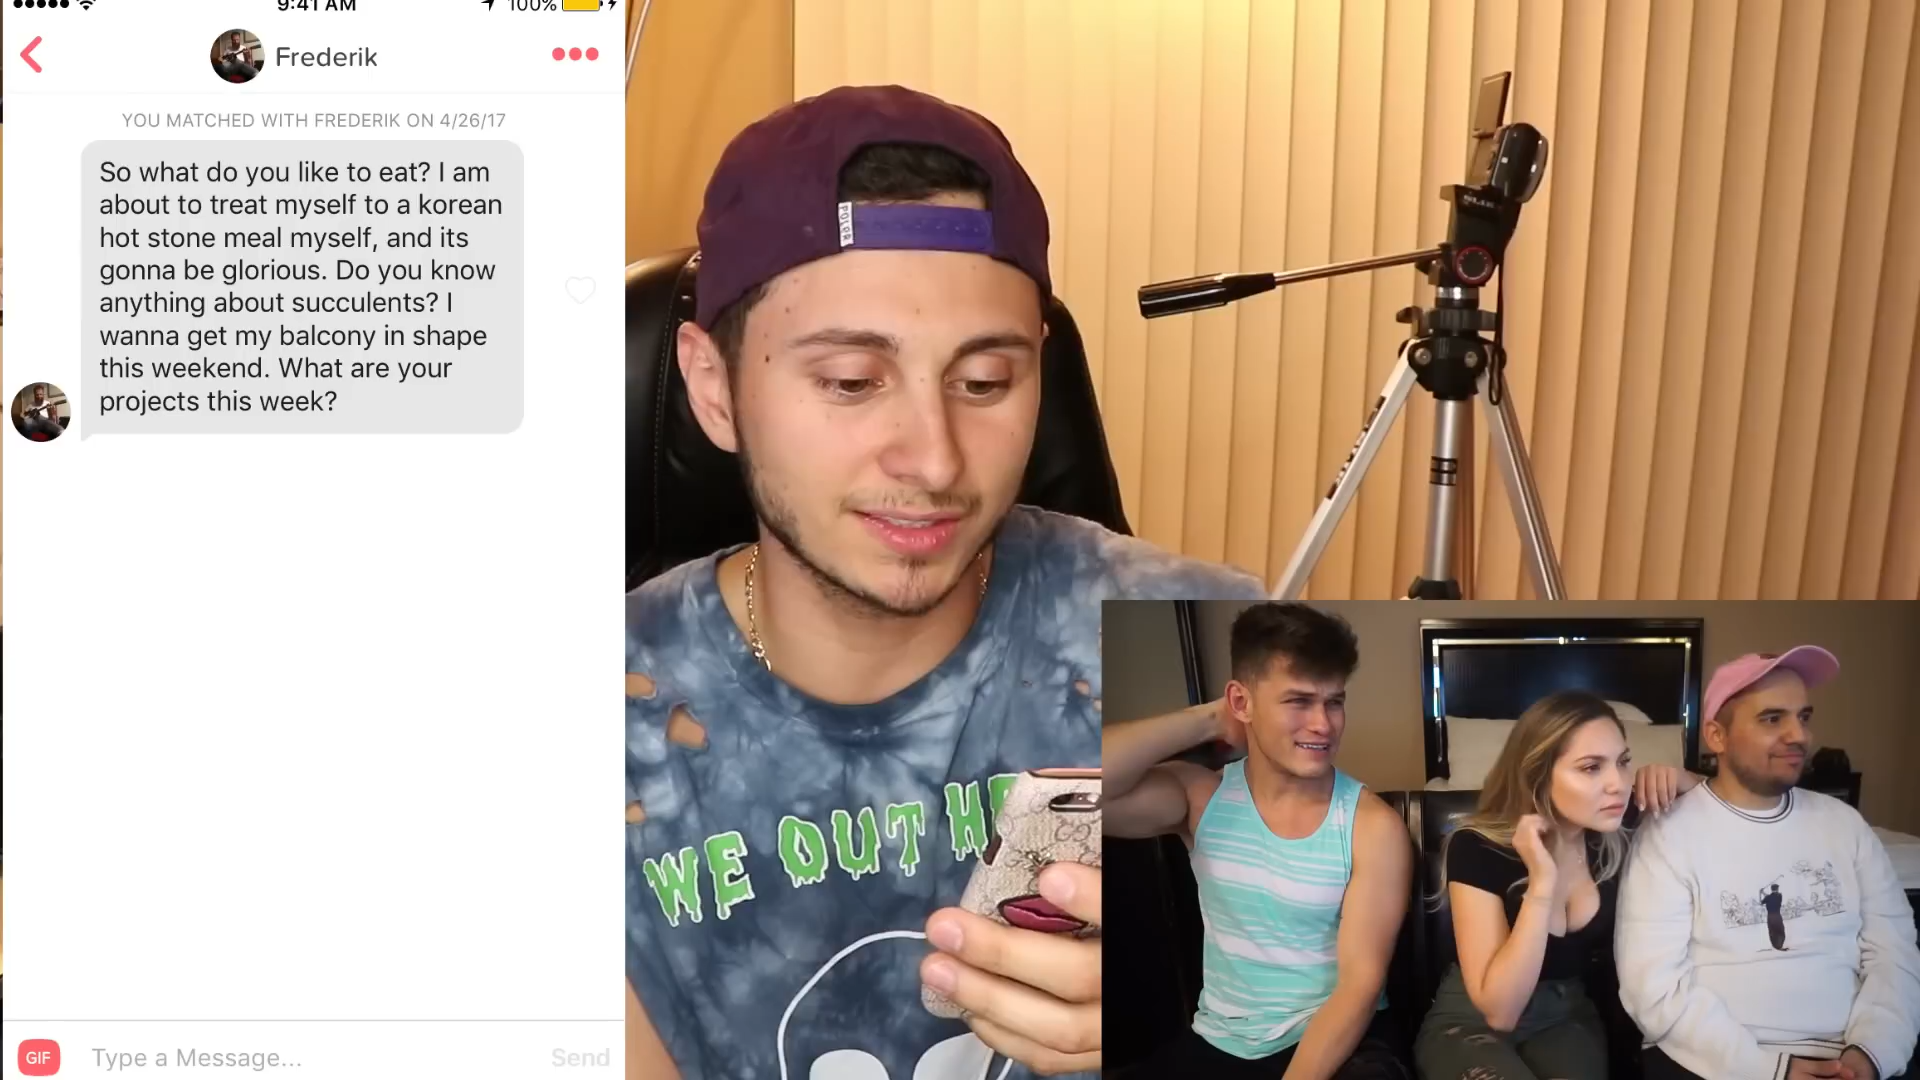 9:41 AM
100%
Frederik
YOU MATCHED WITH FREDERIK ON 4/26/17
So what do you like to eat? I am
about to treat myself to a korean
hot stone meal myself, and its
gonna be glorious. Do you know
anything about succulents? I
wanna get my balcony in shape
this weekend. What are your
projects this week?
GIF
Type a Message...
Send
POLER
WE OUT HE